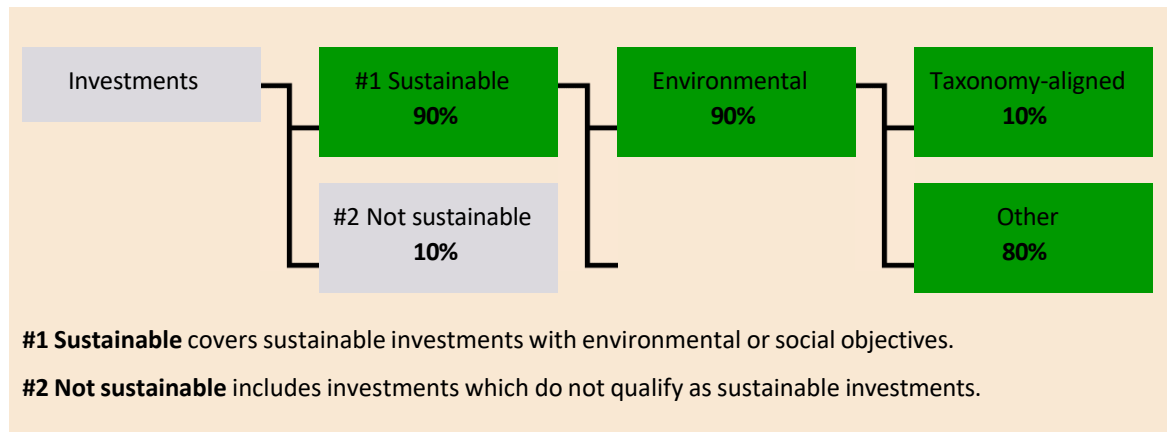 Investments
#1 Sustainable
90%
Environmental
90%
Taxonomy-aligned
10%
#2 Not sustainable
10%
Other
80%
#1 Sustainable covers sustainable investments with environmental or social objectives.
#2 Not sustainable includes investments which do not qualify as sustainable investments.